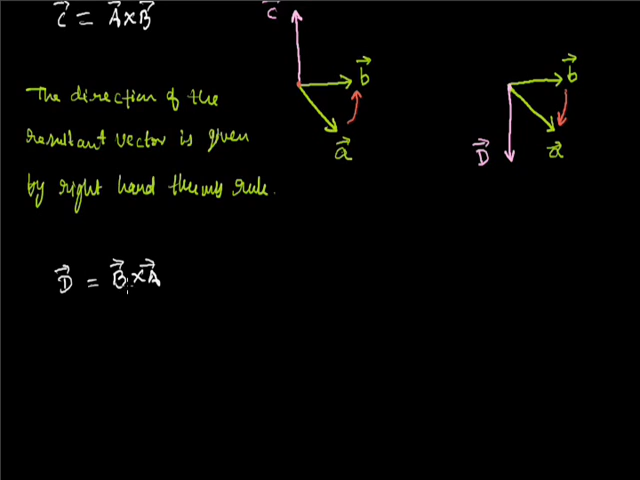 C⃗ = A⃗×B⃗
C⃗
b⃗
a⃗
b⃗
a⃗
D⃗
The direction of the
resultant vector is given
by right hand thumb rule.
D⃗ = B⃗×A⃗